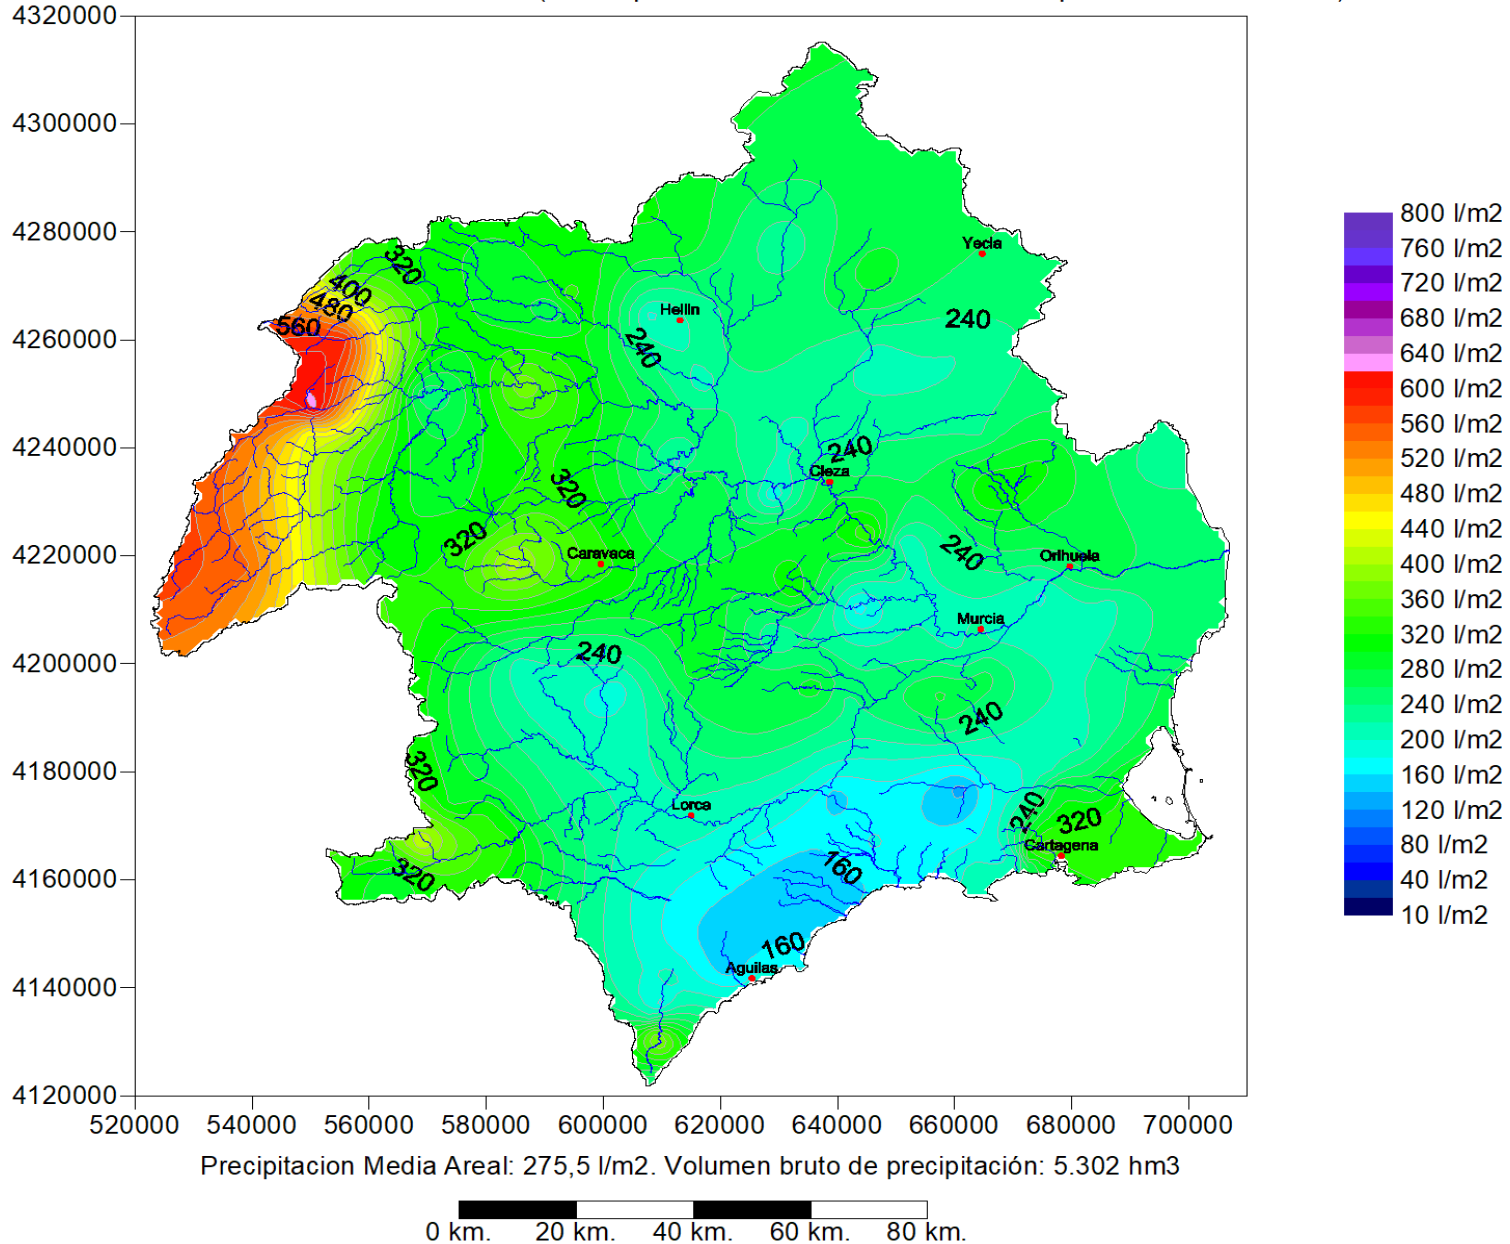 4320000
4300000
4280000
4260000
4240000
4220000
4200000
4180000
4160000
4140000
4120000
520000 540000 560000 580000 600000 620000 640000 660000 680000 700000
Yecla
320
400
480
560
Hellin
240
240
240
Cieza
320
320
Caravaca
240
Orihuela
Murcia
240
240
320
Lorca
240
320
Cartagena
320
160
160
Aguilas
800 l/m2
760 l/m2
720 l/m2
680 l/m2
640 l/m2
600 l/m2
560 l/m2
520 l/m2
480 l/m2
440 l/m2
400 l/m2
360 l/m2
320 l/m2
280 l/m2
240 l/m2
200 l/m2
160 l/m2
120 l/m2
80 l/m2
40 l/m2
10 l/m2
Precipitacion Media Areal: 275,5 l/m2. Volumen bruto de precipitación: 5.302 hm3
0 km. 20 km. 40 km. 60 km. 80 km.